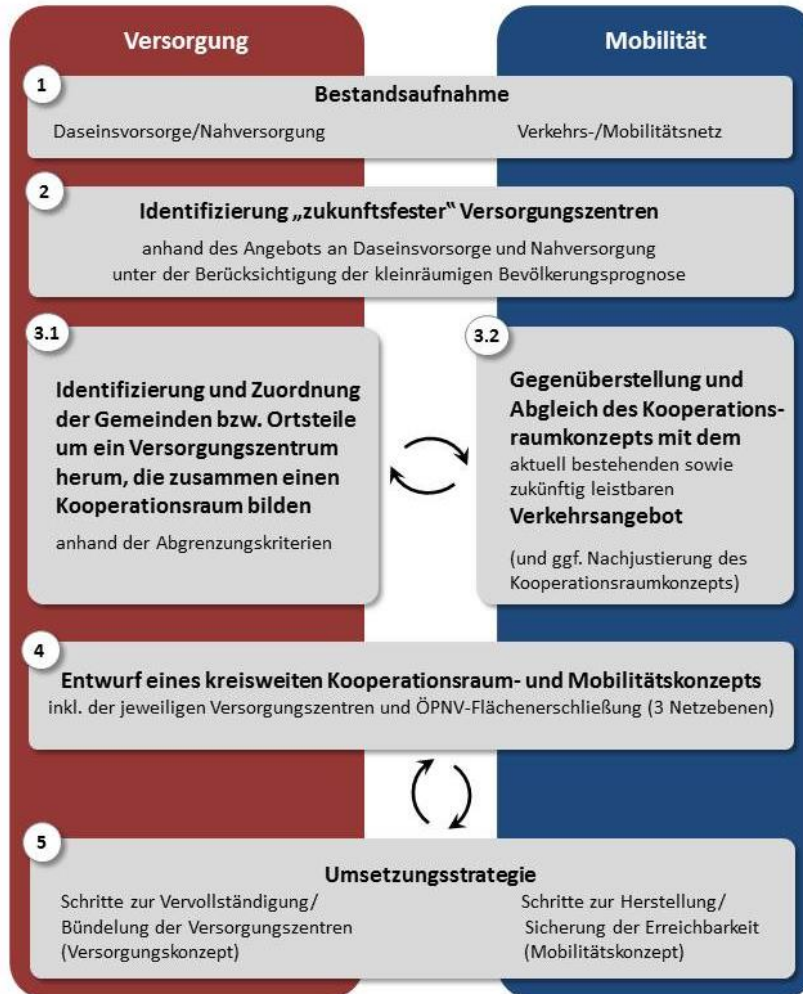 Versorgung
Mobilität
1
Bestandsaufnahme
Daseinsvorsorge/Nahversorgung
Verkehrs-/Mobilitätsnetz
2
Identifizierung „zukunftsfester“ Versorgungszentren
anhand des Angebots an Daseinsvorsorge und Nahversorgung
unter der Berücksichtigung der kleinräumigen Bevölkerungsprognose
3.1
Identifizierung und Zuordnung
der Gemeinden bzw. Ortsteile
um ein Versorgungszentrum
herum, die zusammen einen
Kooperationsraum bilden
anhand der Abgrenzungskriterien
3.2
Gegenüberstellung und
Abgleich des Kooperations-
raumkonzepts mit dem
aktuell bestehenden sowie
zukünftig leistbaren
Verkehrsangebot
(und ggf. Nachjustierung des
Kooperationsraumkonzepts)
4
Entwurf eines kreisweiten Kooperationsraum- und Mobilitätskonzepts
inkl. der jeweiligen Versorgungszentren und ÖPNV-Flächenerschließung (3 Netzebenen)
5
Umsetzungsstrategie
Schritte zur Vervollständigung/
Bündelung der Versorgungszentren
(Versorgungskonzept)
Schritte zur Herstellung/
Sicherung der Erreichbarkeit
(Mobilitätskonzept)